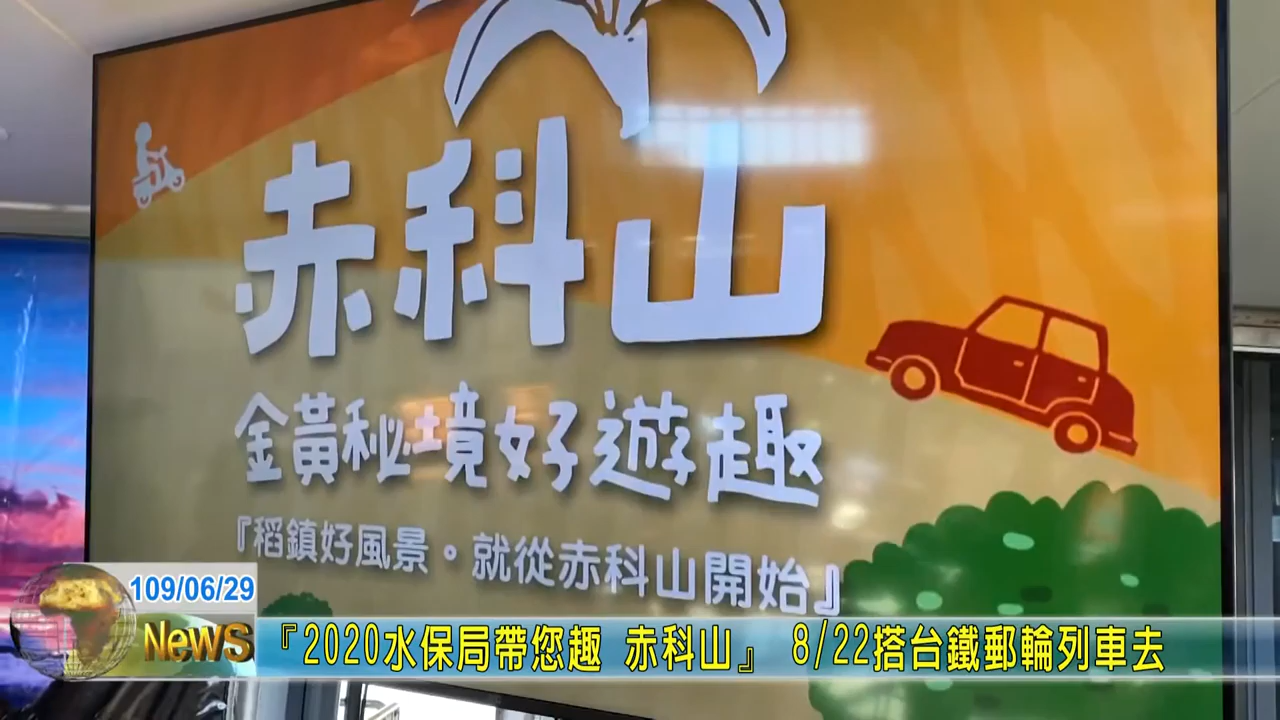 赤科山
金黃秘境好遊趣
『稻鎮好風景。就從赤科山開始』
109/06/29
NewS
『2020水保局帶您趣 赤科山』 8/22搭台鐵郵輪列車去